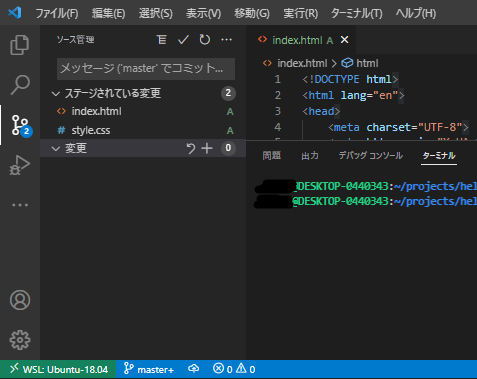 ファイル(F) 編集(E) 選択(S) 表示(V) 移動(G) 実行(R) ターミナル(T) ヘルプ(H)
ソース管理
メッセージ ('master' でコミット...
ステージされている変更 2
index.html A
style.css A
変更 0
2
index.html A
index.html > html
1 <!DOCTYPE html>
2 <html lang="en">
3 <head>
4 <meta charset="UTF-8">
問題 出力 デバッグ コンソール ターミナル
@DESKTOP-0440343:~/projects/hel
@DESKTOP-0440343:~/projects/hel
WSL: Ubuntu-18.04 master+ 0 0